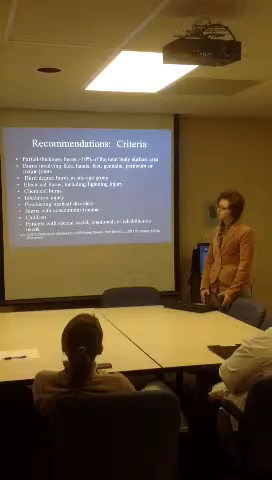 Recommendations: Criteria
• Partial thickness burns >10% of the total body surface area
• Burns involving face, hands, feet, genitalia, perineum or
major joints
• Third degree burns in any age group
• Electrical burns, including lightning injury
• Chemical burns
• Inhalation injury
• Preexisting medical disorders
• Burns with concomitant trauma
• Children
• Patients with special social, emotional, or rehabilitative
needs